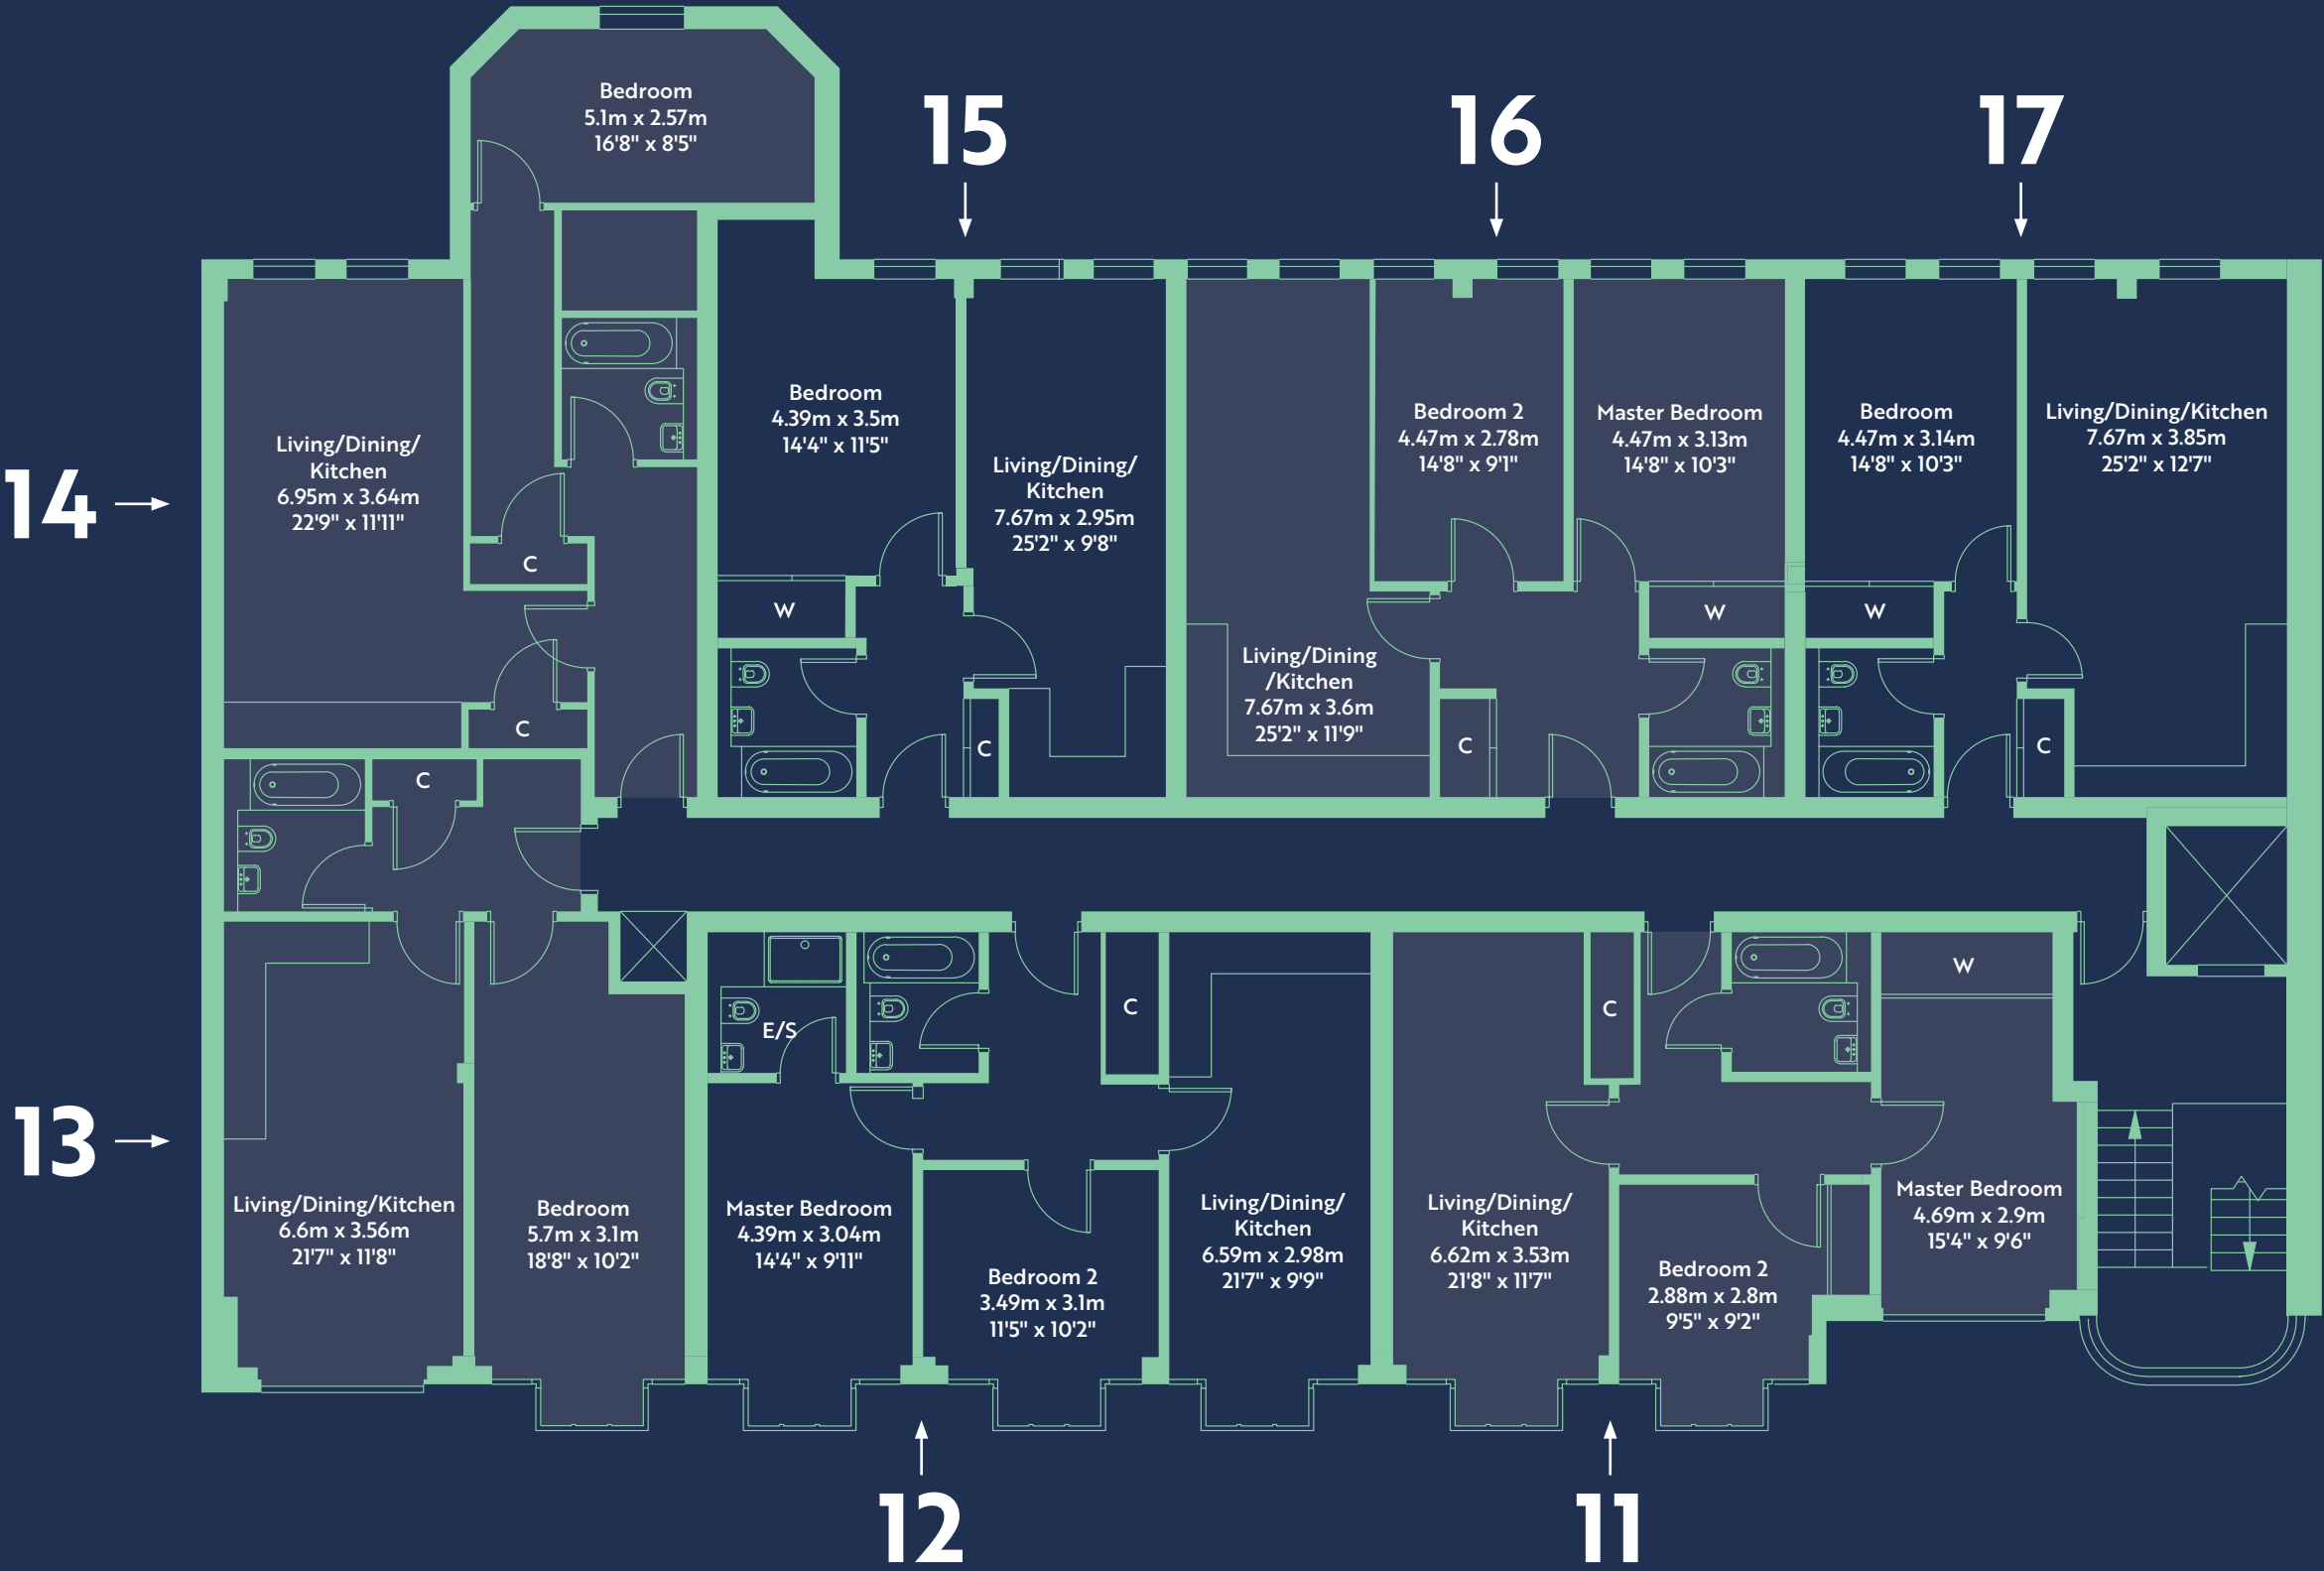 Bedroom
5.1m x 2.57m
16'8" x 8'5"
15
16
17
14
Living/Dining/
Kitchen
6.95m x 3.64m
22'9" x 11'11"
C
C
Bedroom
4.39m x 3.5m
14'4" x 11'5"
W
Living/Dining/
Kitchen
7.67m x 2.95m
25'2" x 9'8"
C
Living/Dining
/Kitchen
7.67m x 3.6m
25'2" x 11'9"
Bedroom 2
4.47m x 2.78m
14'8" x 9'1"
C
Master Bedroom
4.47m x 3.13m
14'8" x 10'3"
W
Bedroom
4.47m x 3.14m
14'8" x 10'3"
W
Living/Dining/Kitchen
7.67m x 3.85m
25'2" x 12'7"
C
C
13
Living/Dining/Kitchen
6.6m x 3.56m
21'7" x 11'8"
Bedroom
5.7m x 3.1m
18'8" x 10'2"
E/S
Master Bedroom
4.39m x 3.04m
14'4" x 9'11"
Bedroom 2
3.49m x 3.1m
11'5" x 10'2"
C
Living/Dining/
Kitchen
6.59m x 2.98m
21'7" x 9'9"
Living/Dining/
Kitchen
6.62m x 3.53m
21'8" x 11'7"
C
Bedroom 2
2.88m x 2.8m
9'5" x 9'2"
W
Master Bedroom
4.69m x 2.9m
15'4" x 9'6"
12
11